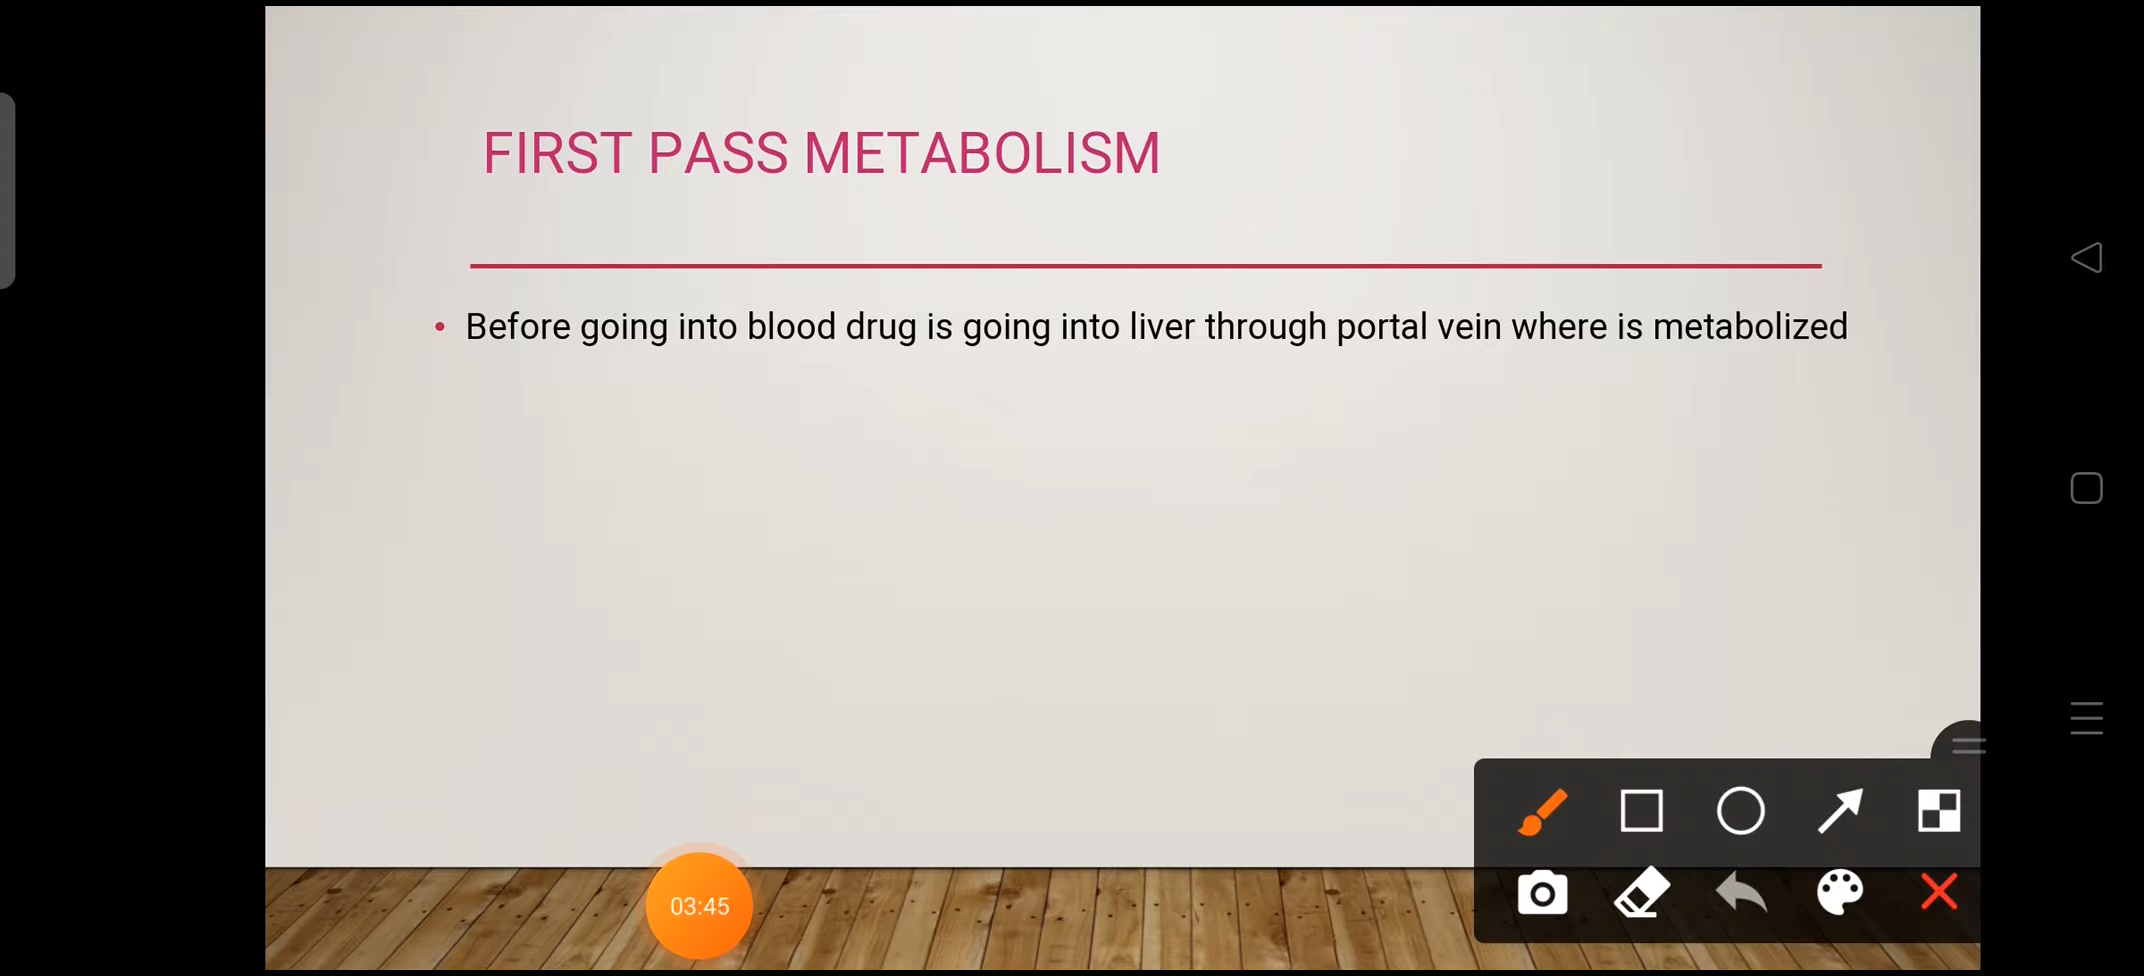 FIRST PASS METABOLISM
• Before going into blood drug is going into liver through portal vein where is metabolized
03:45